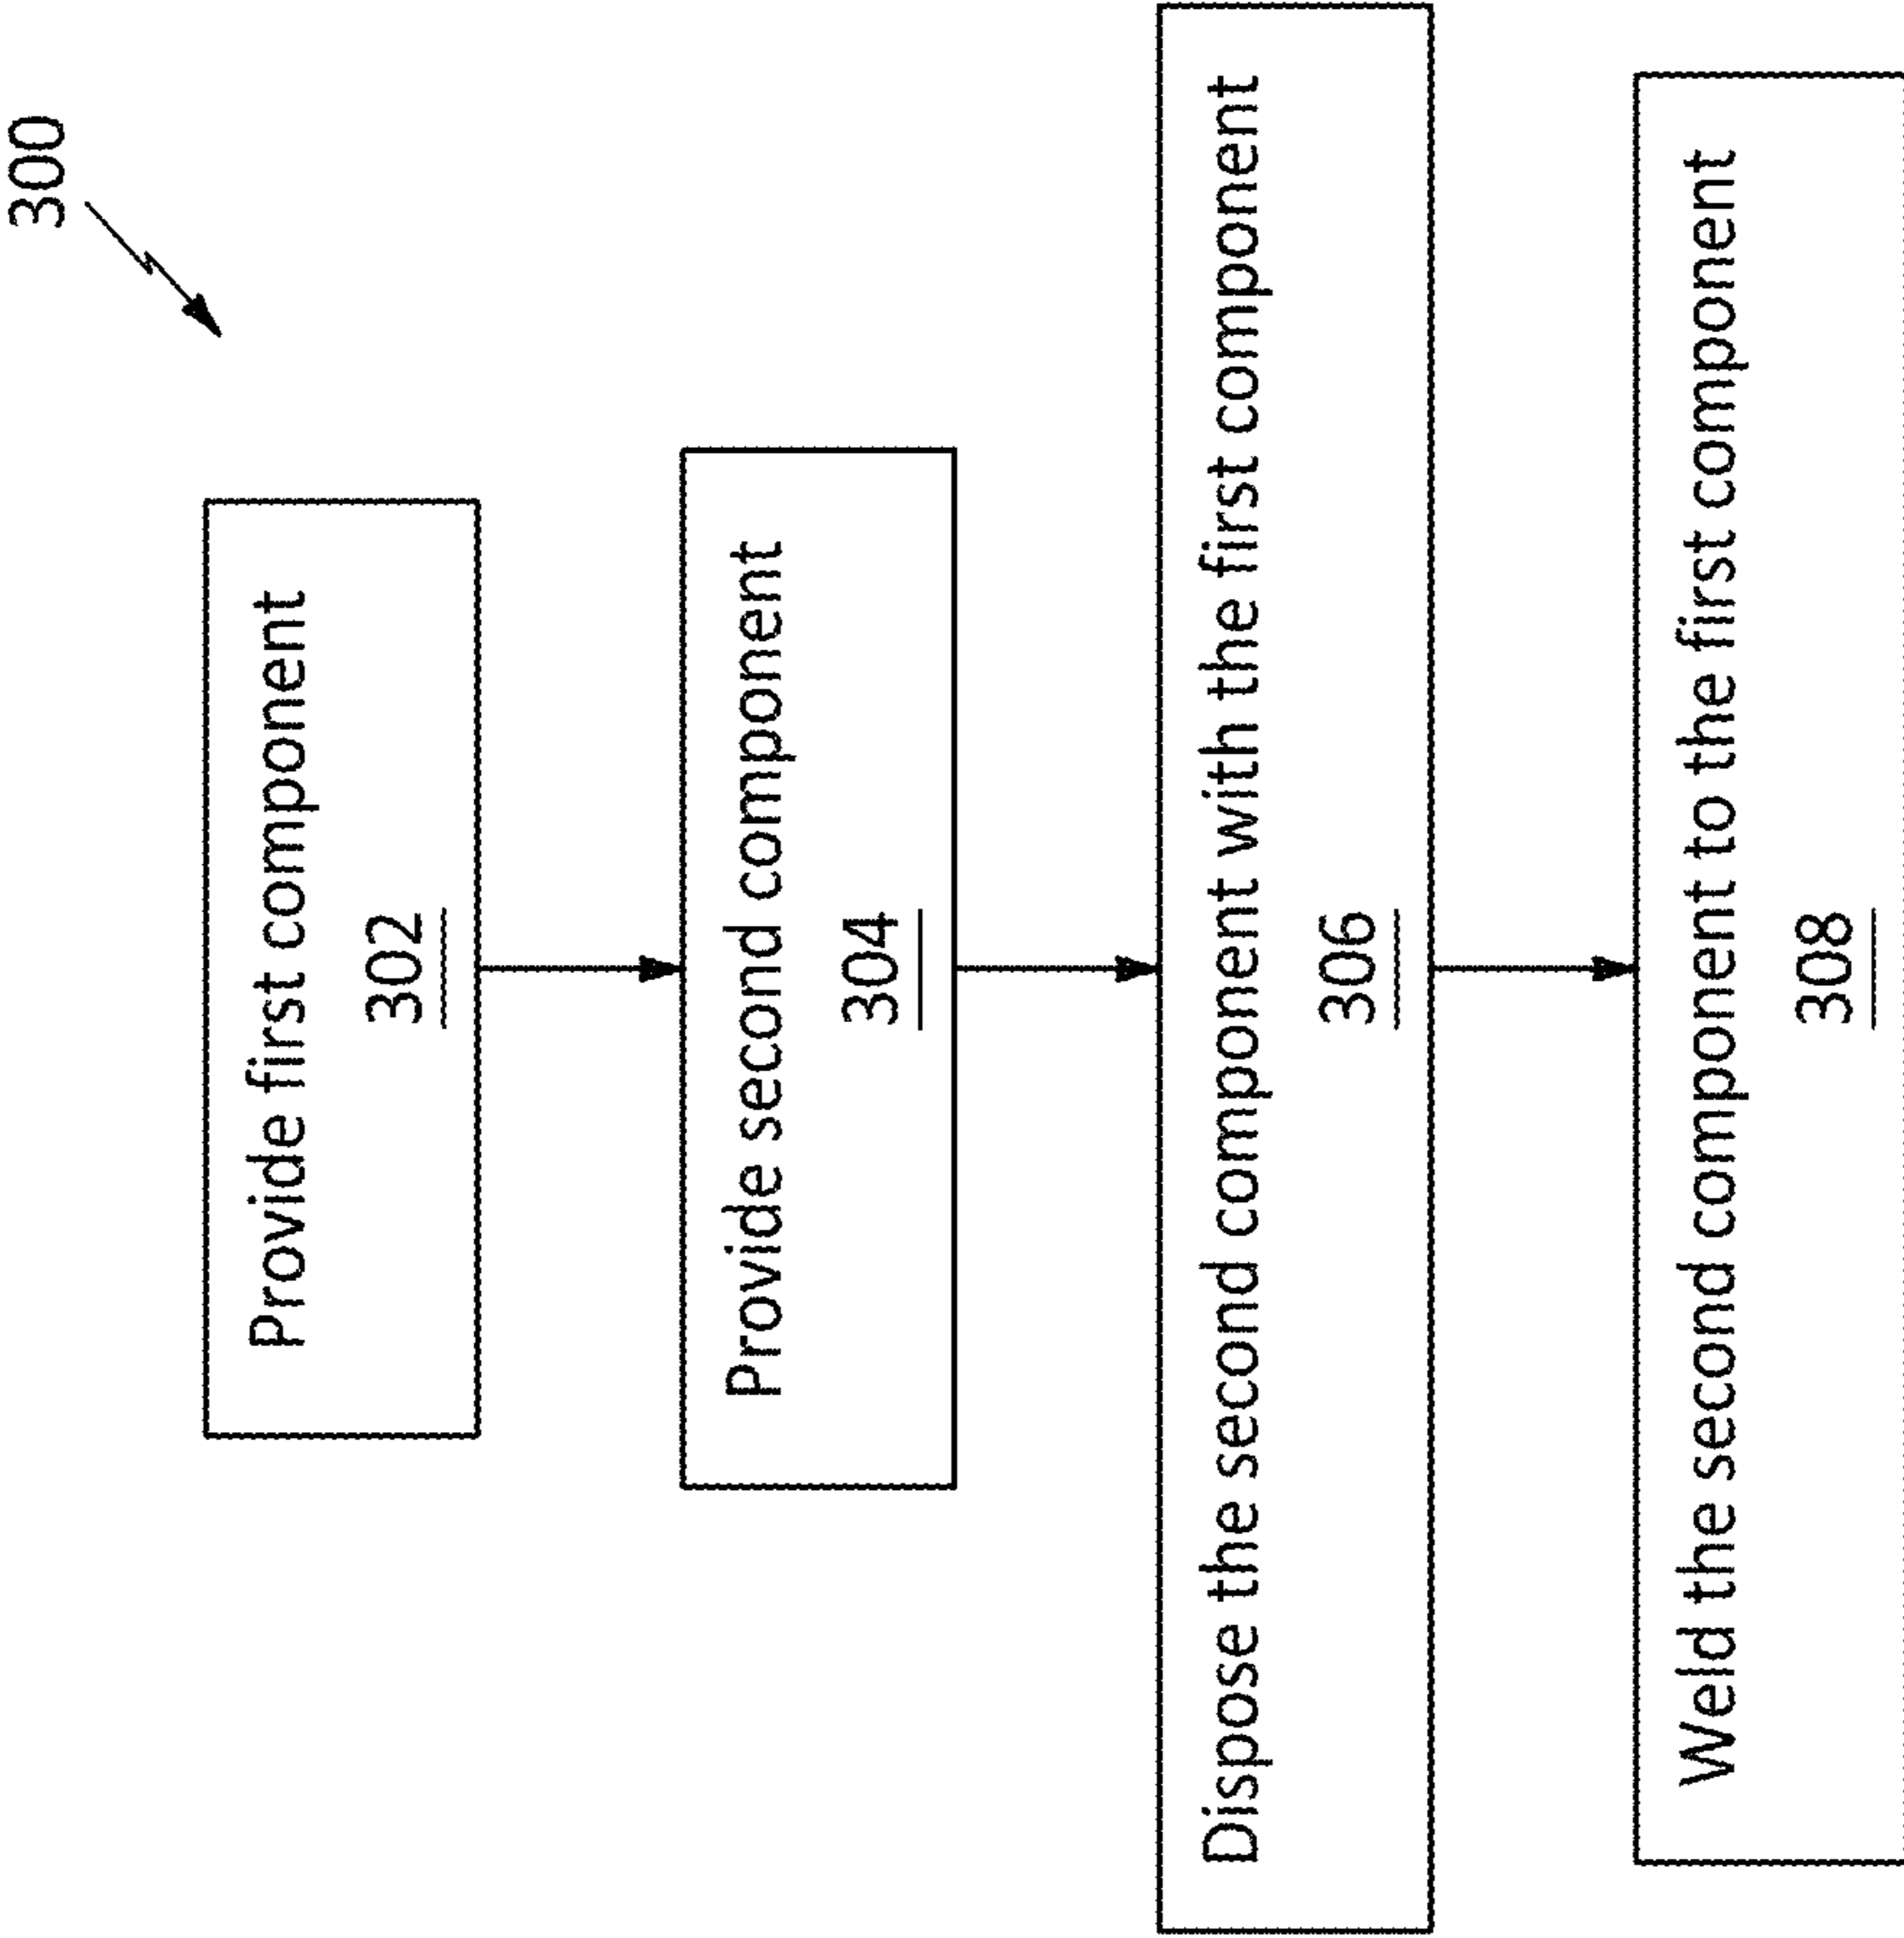 300
Provide first component
302
Provide second component
304
Dispose the second component with the first component
306
Weld the second component to the first component
308